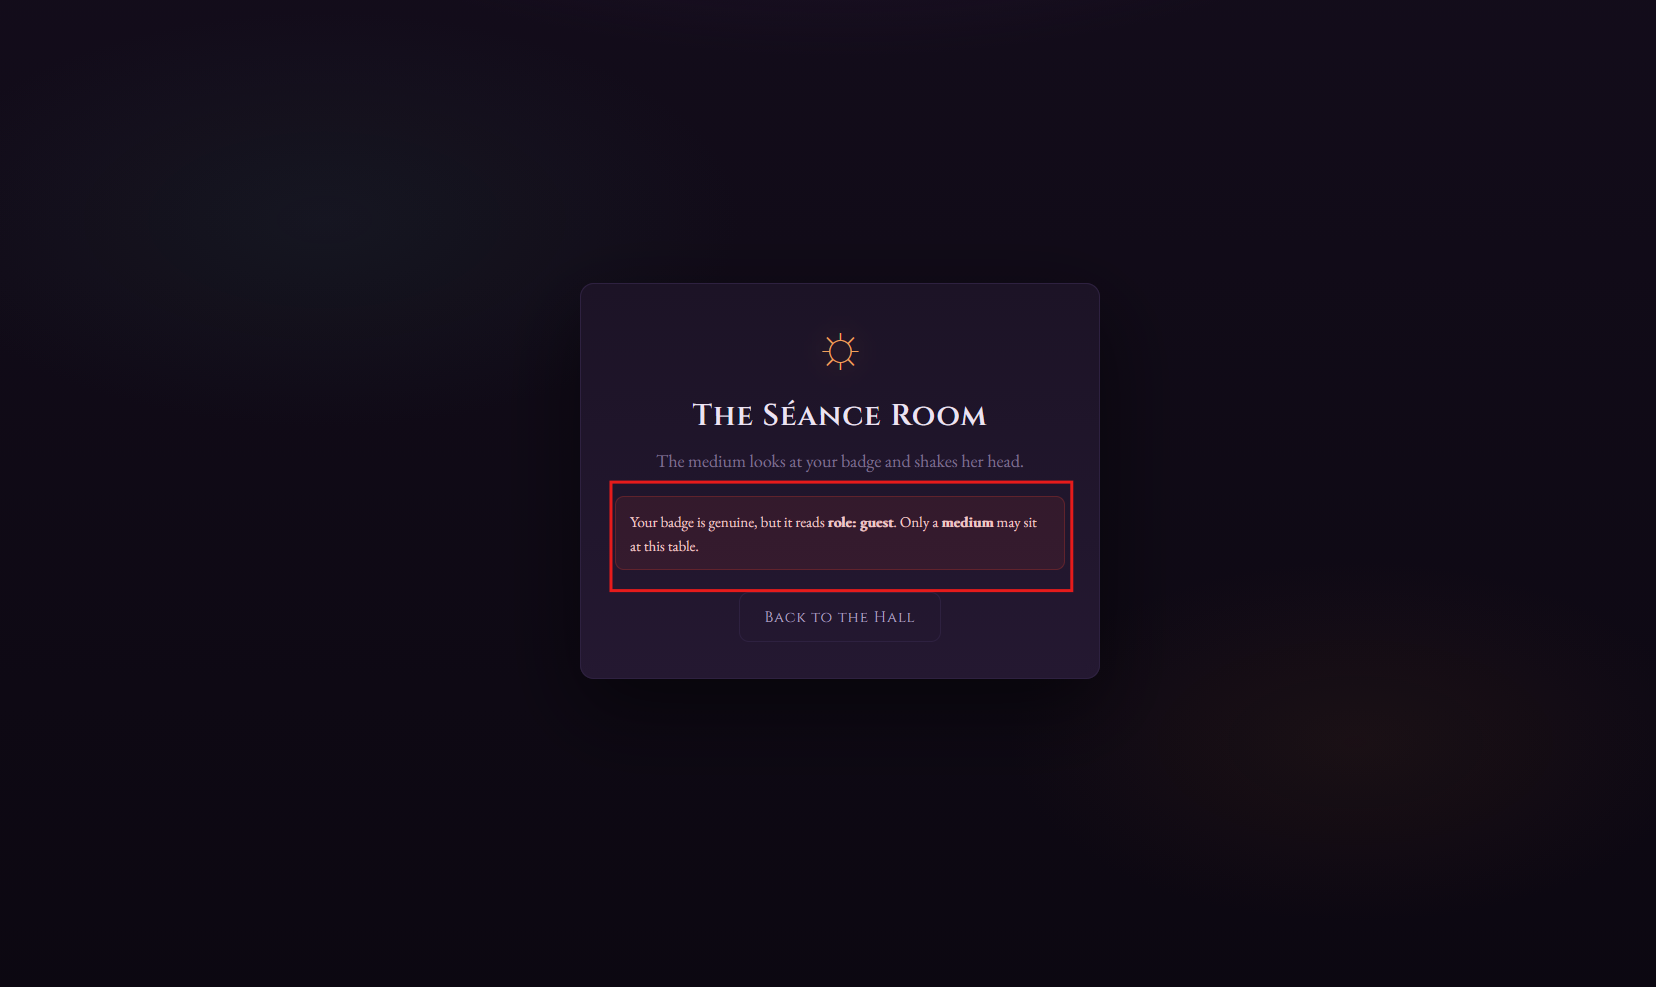 The Séance Room
The medium looks at your badge and shakes her head.
Your badge is genuine, but it reads role: guest. Only a medium may sit
at this table.
Back to the Hall